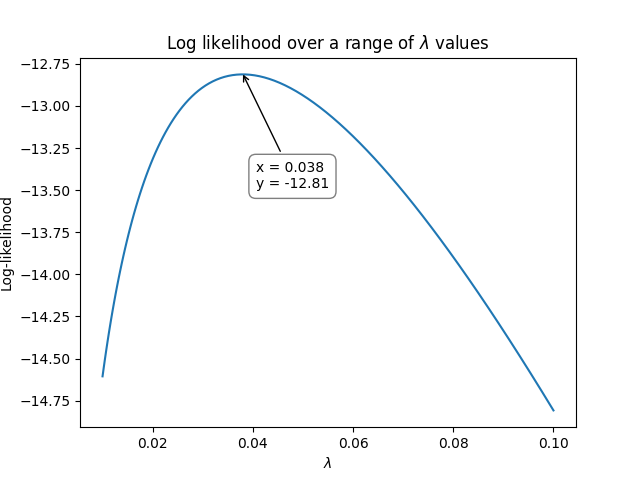 Log likelihood over a range of λ values
Log-likelihood
−12.75
−13.00
−13.25
−13.50
−13.75
−14.00
−14.25
−14.50
−14.75
x = 0.038
y = -12.81
0.02 0.04 0.06 0.08 0.10
λ